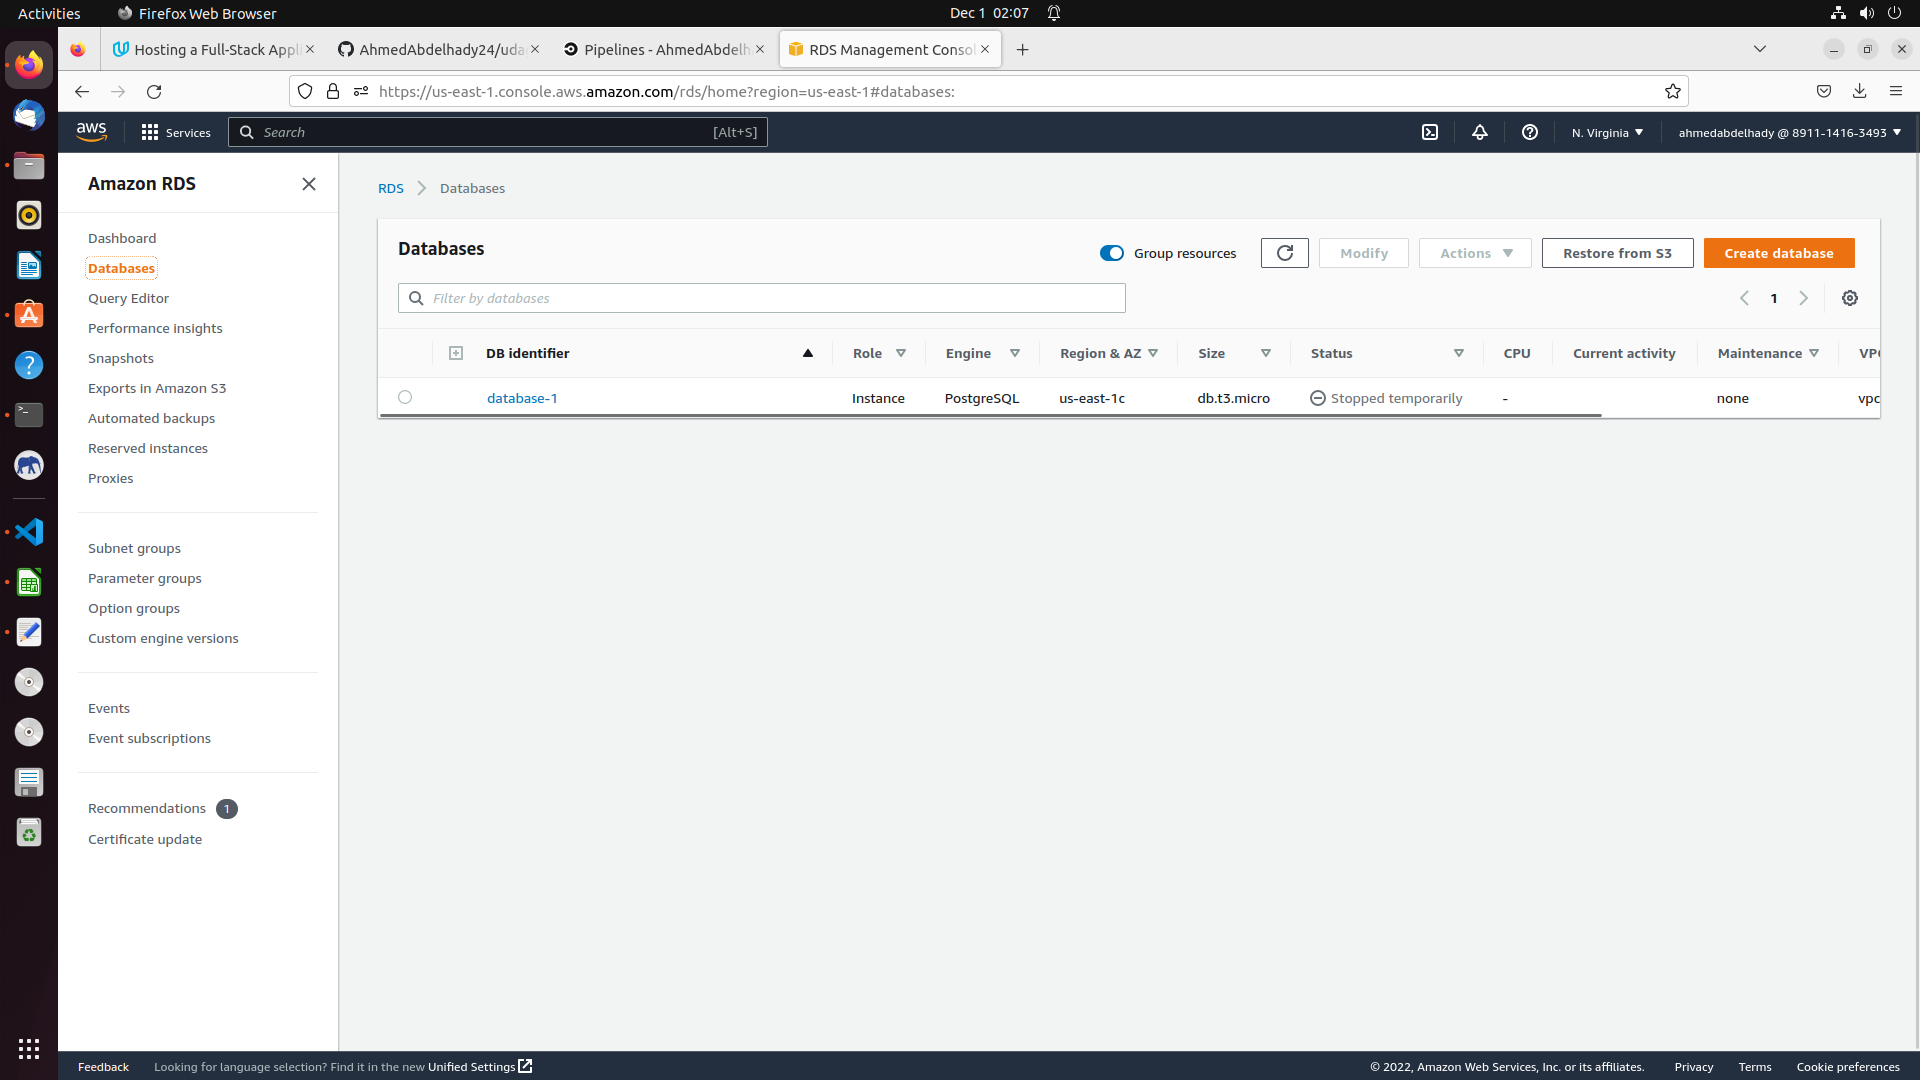 Activities
Firefox Web Browser
Dec 1 02:07
Hosting a Full-Stack Appl
AhmedAbdelhady24/uda
Pipelines - AhmedAbdelh
RDS Management Consol
https://us-east-1.console.aws.amazon.com/rds/home?region=us-east-1#databases:
aws
Services
Search
[Alt+S]
N. Virginia
ahmedabdelhady @ 8911-1416-3493
Amazon RDS
Dashboard
Databases
Query Editor
Performance insights
Snapshots
Exports in Amazon S3
Automated backups
Reserved instances
Proxies
Subnet groups
Parameter groups
Option groups
Custom engine versions
Events
Event subscriptions
Recommendations 1
Certificate update
RDS
Databases
Databases
Group resources
Modify
Actions
Restore from S3
Create database
Filter by databases
1
DB identifier Role Engine Region & AZ Size Status CPU Current activity Maintenance VPC
database-1 Instance PostgreSQL us-east-1c db.t3.micro Stopped temporarily - none vpc
Feedback
Looking for language selection? Find it in the new Unified Settings
© 2022, Amazon Web Services, Inc. or its affiliates.
Privacy
Terms
Cookie preferences